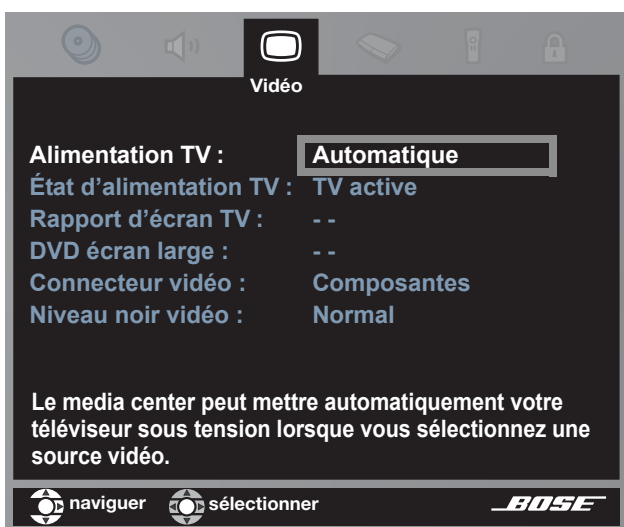 Vidéo
Alimentation TV : Automatique
État d'alimentation TV : TV active
Rapport d'écran TV : - -
DVD écran large : - -
Connecteur vidéo : Composantes
Niveau noir vidéo : Normal
Le media center peut mettre automatiquement votre
téléviseur sous tension lorsque vous sélectionnez une
source vidéo.
naviguer sélectionner BOSE